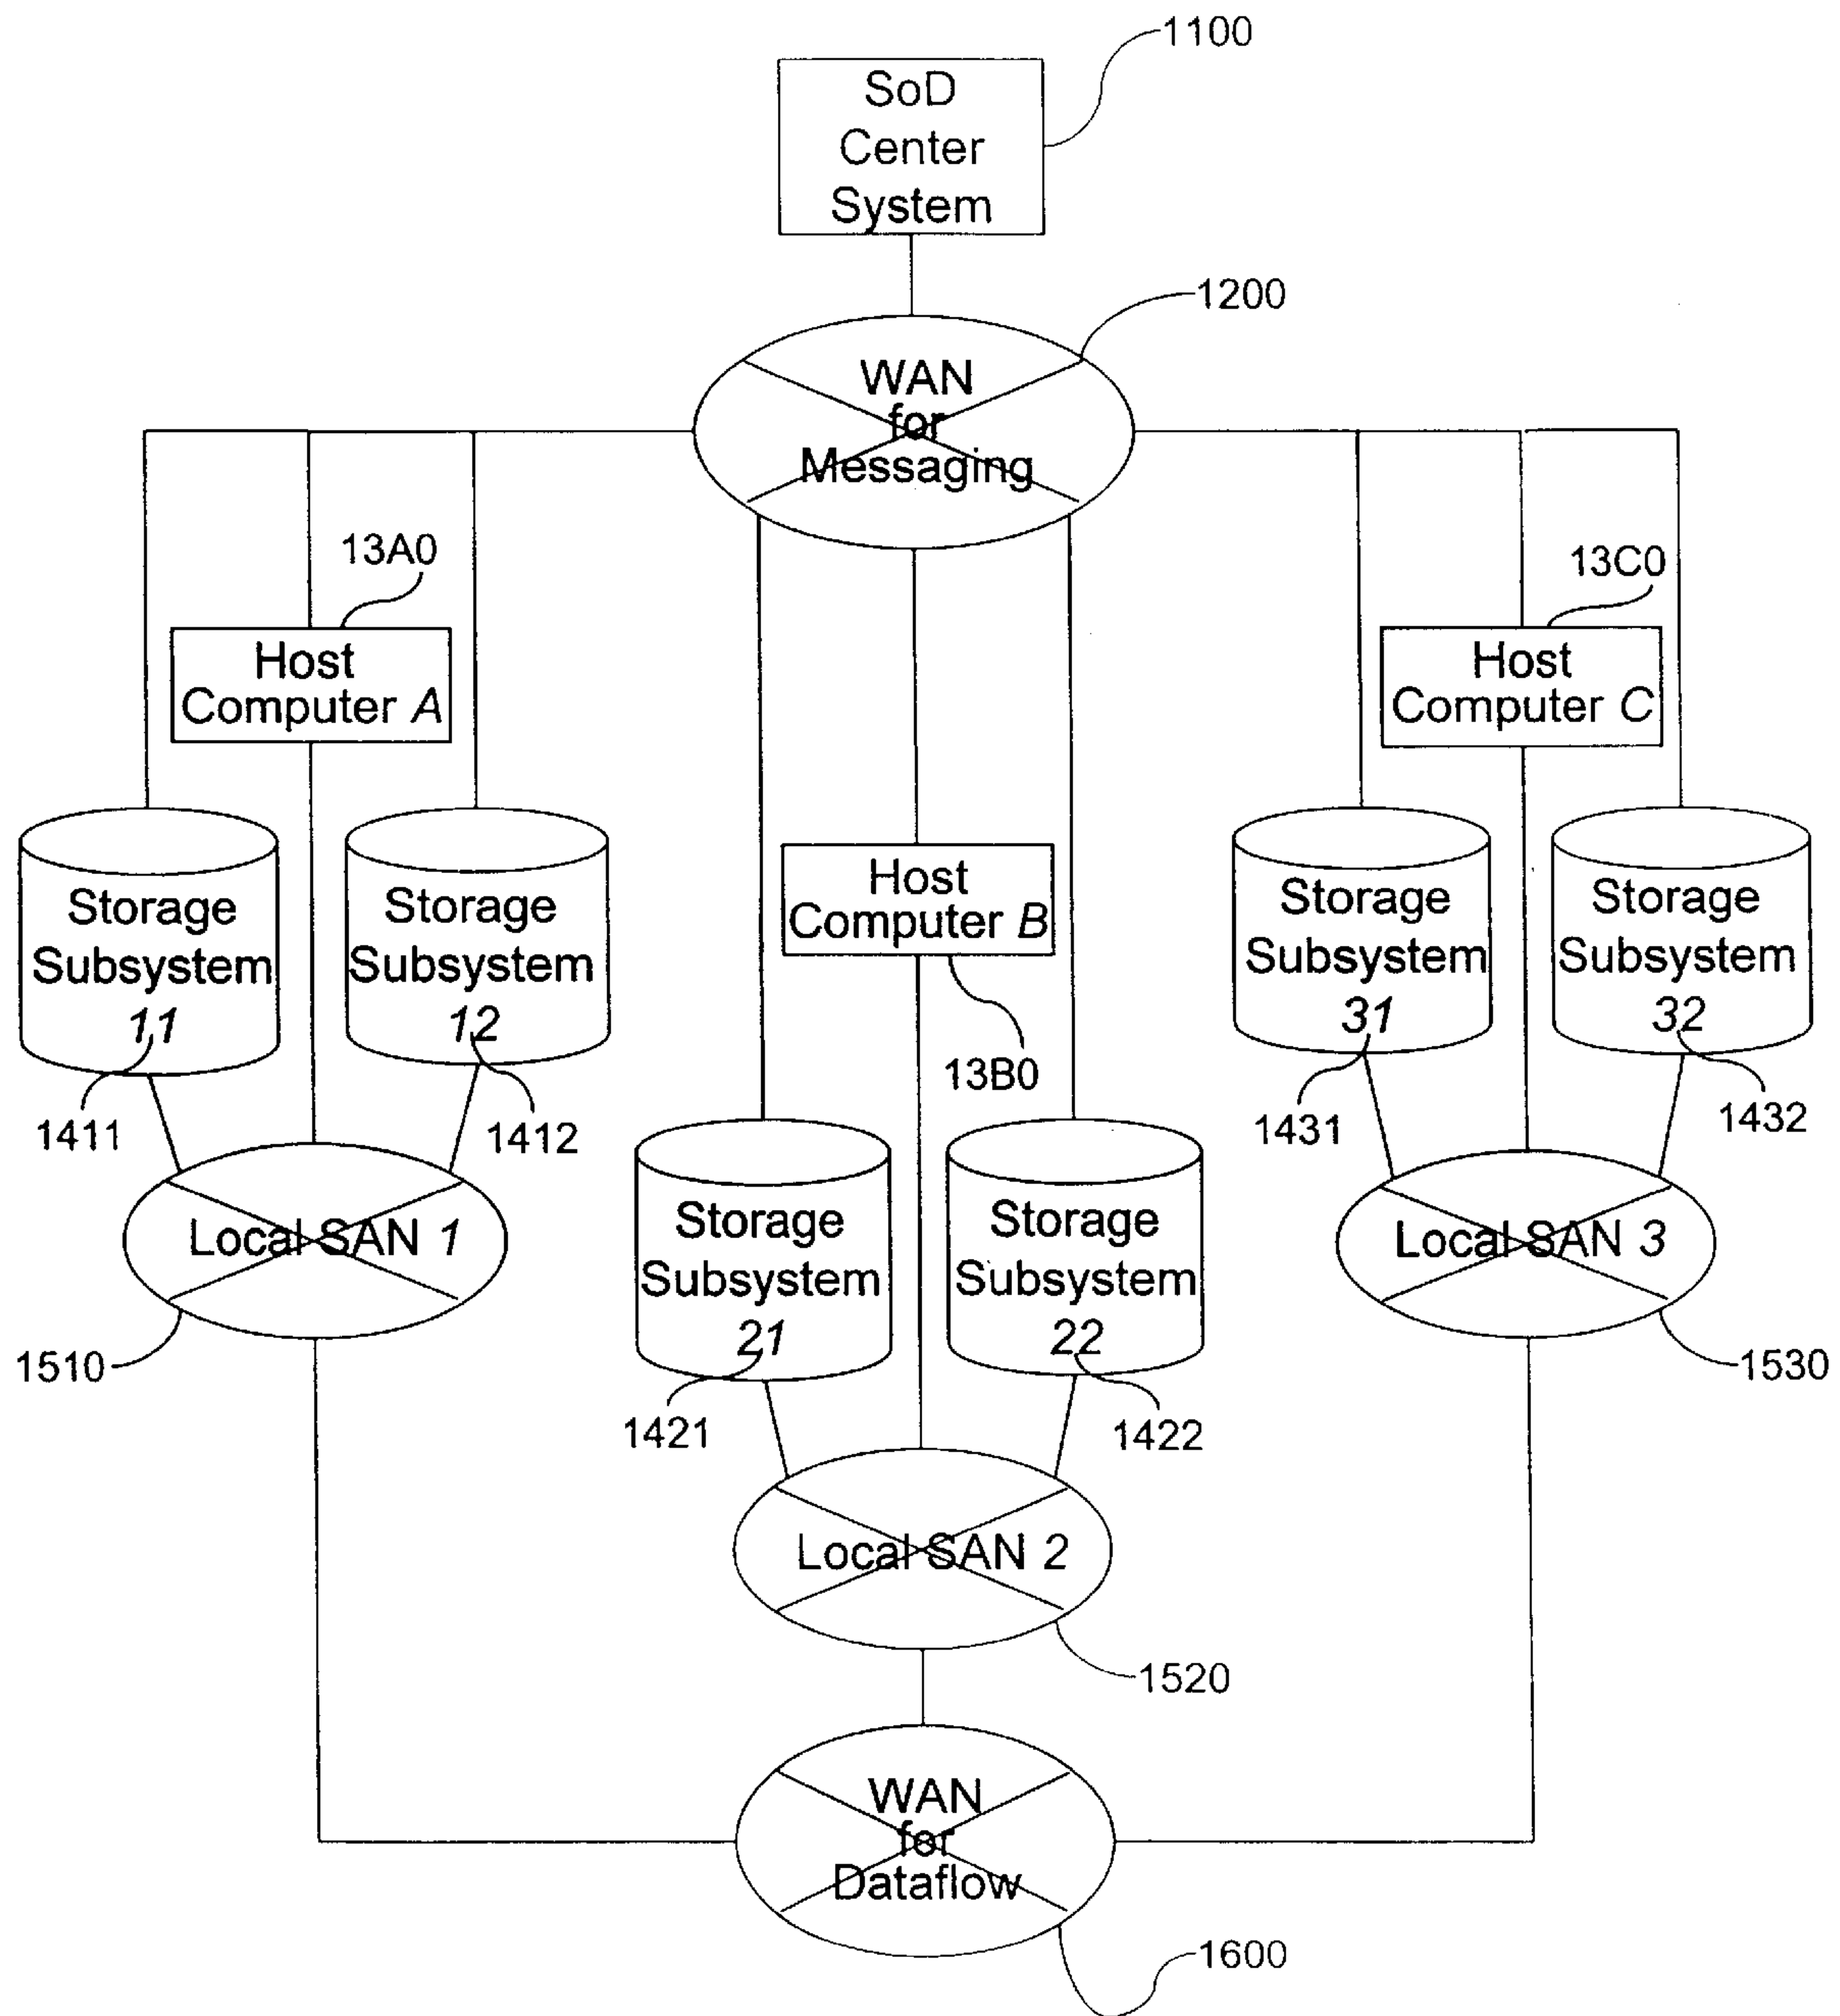 1100
SoD
Center
System
1200
WAN
for
Messaging
13A0
Host
Computer A
13C0
Host
Computer C
Storage
Subsystem
11
1411
Storage
Subsystem
12
1412
Host
Computer B
13B0
Storage
Subsystem
31
1431
Storage
Subsystem
32
1432
Local SAN 1
1510
Storage
Subsystem
21
1421
Storage
Subsystem
22
1422
Local SAN 3
1530
Local SAN 2
1520
WAN
for
Dataflow
1600